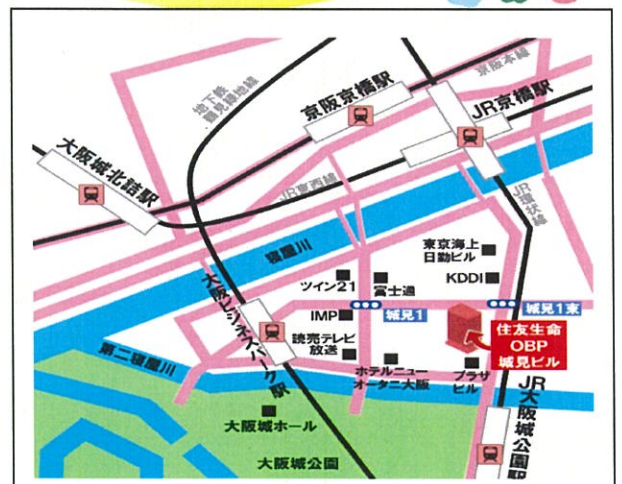 地下鉄
鶴見緑地線
京阪京橋駅
京阪本線
JR京橋駅
大阪城北詰駅
JR東西線
JR環状線
寝屋川
東京海上
日動ビル
ツイン21
富士通
KDDI
大阪ビジネスパーク駅
IMP
城見1
城見1東
読売テレビ
放送
住友生命
OBP
城見ビル
第二寝屋川
ホテルニュー
オータニ大阪
プラザ
ビル
JR大阪城公園駅
大阪城ホール
大阪城公園